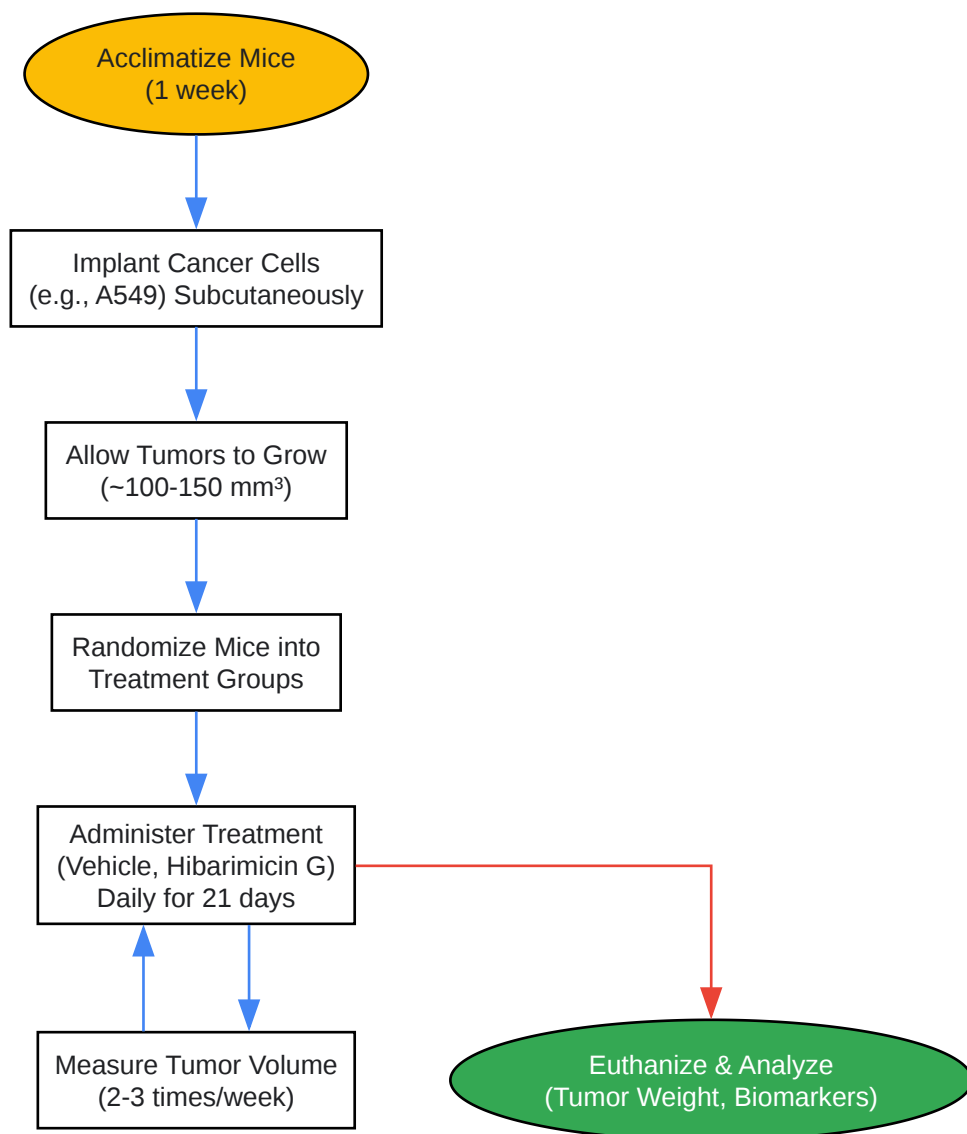 Acclimatize Mice
(1 week)
Implant Cancer Cells
(e.g., A549) Subcutaneously
Allow Tumors to Grow
(~100-150 mm³)
Randomize Mice into
Treatment Groups
Administer Treatment
(Vehicle, Hibarimicin G)
Daily for 21 days
Measure Tumor Volume
(2-3 times/week)
Euthanize & Analyze
(Tumor Weight, Biomarkers)